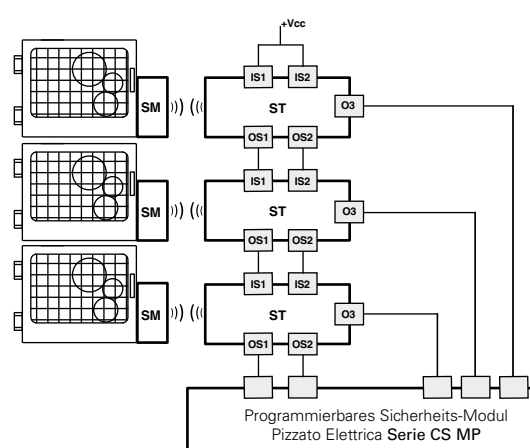 +Vcc
IS1 IS2
SM ST O3
OS1 OS2
IS1 IS2
SM ST O3
OS1 OS2
IS1 IS2
SM ST O3
OS1 OS2
Programmierbares Sicherheits-Modul
Pizzato Elettrica Serie CS MP